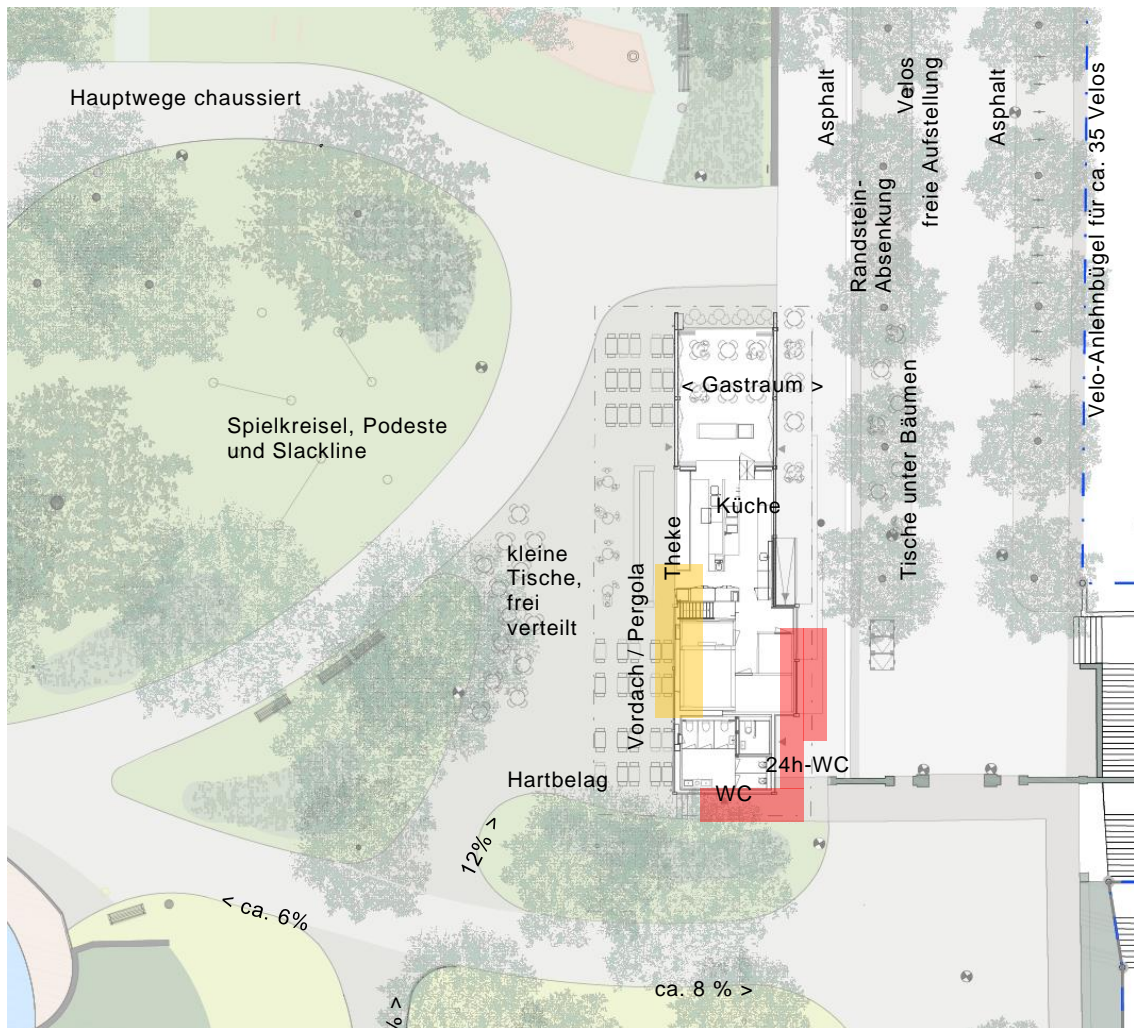 Hauptwege chaussiert
Asphalt
Velos
freie Aufstellung
Asphalt
Velo-Anlehnbügel für ca. 35 Velos
Randstein-
Absenkung
< Gastraum >
Spielkreisel, Podeste
und Slackline
Tische unter Bäumen
Küche
Theke
kleine
Tische,
frei
verteilt
Vordach / Pergola
24h-WC
Hartbelag
WC
12% >
< ca. 6%
ca. 8 % >
% >